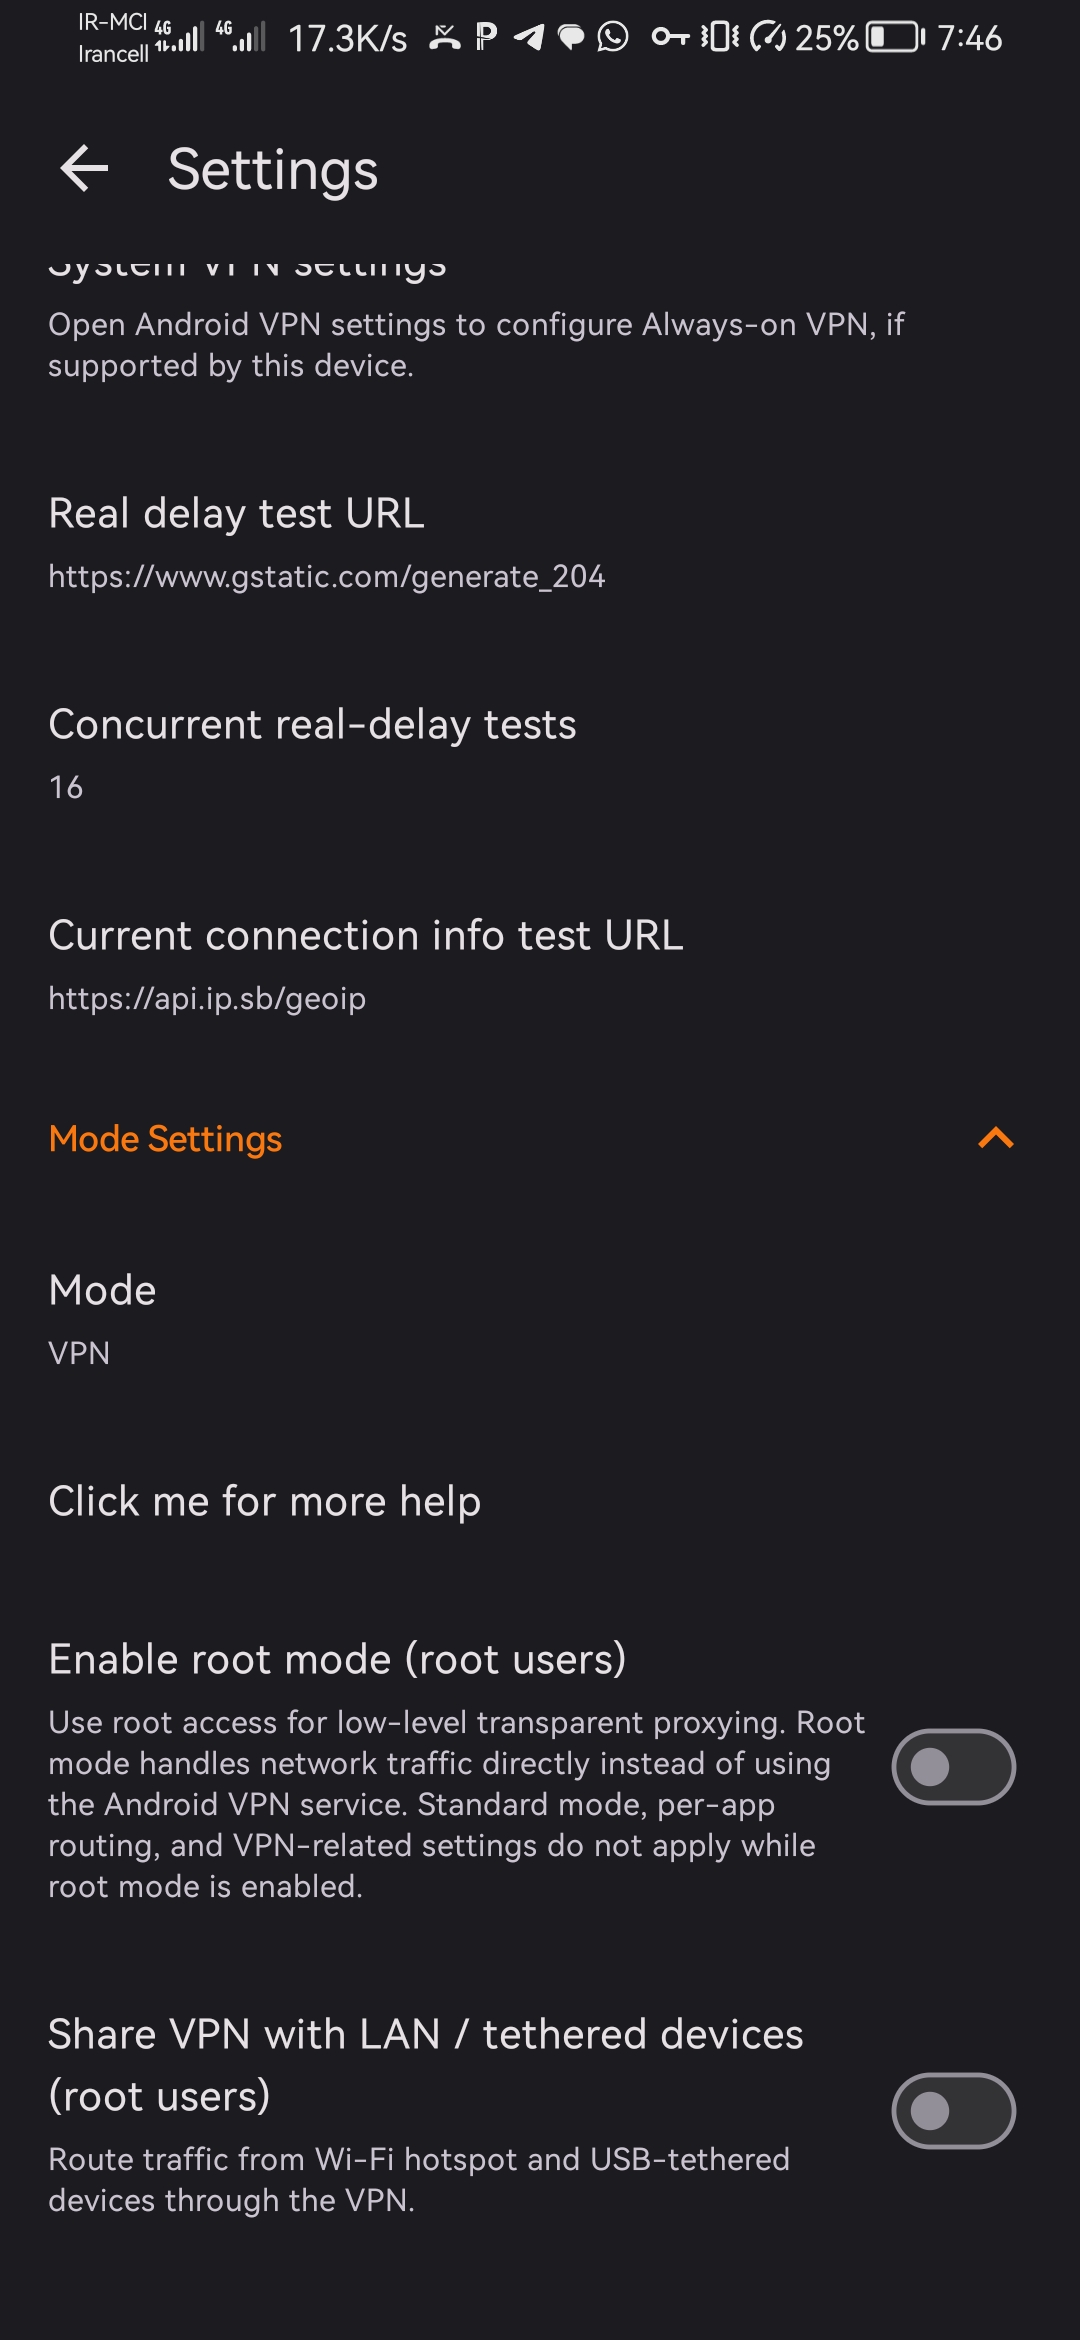 IR-MCI 4G 4G 17.3K/s 25% 7:46
Irancell
Settings
System VPN settings
Open Android VPN settings to configure Always-on VPN, if
supported by this device.
Real delay test URL
https://www.gstatic.com/generate_204
Concurrent real-delay tests
16
Current connection info test URL
https://api.ip.sb/geoip
Mode Settings
Mode
VPN
Click me for more help
Enable root mode (root users)
Use root access for low-level transparent proxying. Root
mode handles network traffic directly instead of using
the Android VPN service. Standard mode, per-app
routing, and VPN-related settings do not apply while
root mode is enabled.
Share VPN with LAN / tethered devices
(root users)
Route traffic from Wi-Fi hotspot and USB-tethered
devices through the VPN.